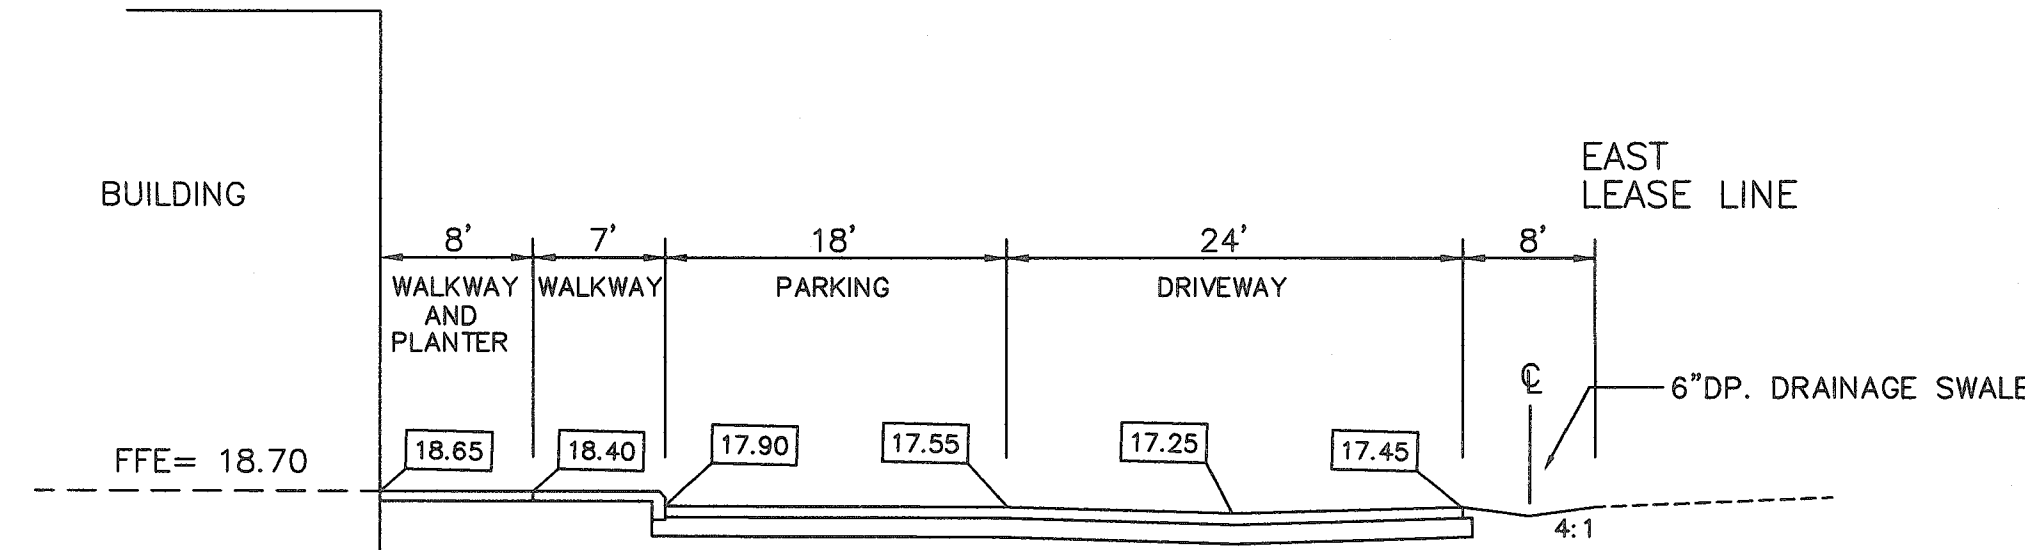 EAST
LEASE LINE
BUILDING
8' 7' 18' 24' 8'
WALKWAY
AND
PLANTER
WALKWAY
PARKING
DRIVEWAY
℄
6"DP. DRAINAGE SWALE
FFE= 18.70
18.65 18.40 17.90 17.55 17.25 17.45
4:1